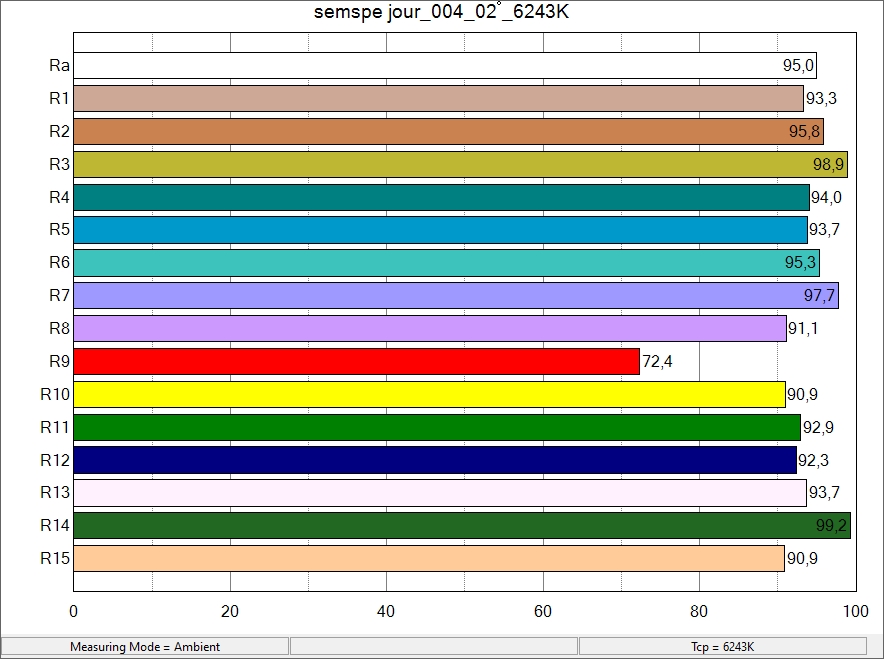 semspe jour_004_02°_6243K
Ra 95,0
R1 93,3
R2 95,8
R3 98,9
R4 94,0
R5 93,7
R6 95,3
R7 97,7
R8 91,1
R9 72,4
R10 90,9
R11 92,9
R12 92,3
R13 93,7
R14 99,2
R15 90,9
0 20 40 60 80 100
Measuring Mode = Ambient Tcp = 6243K